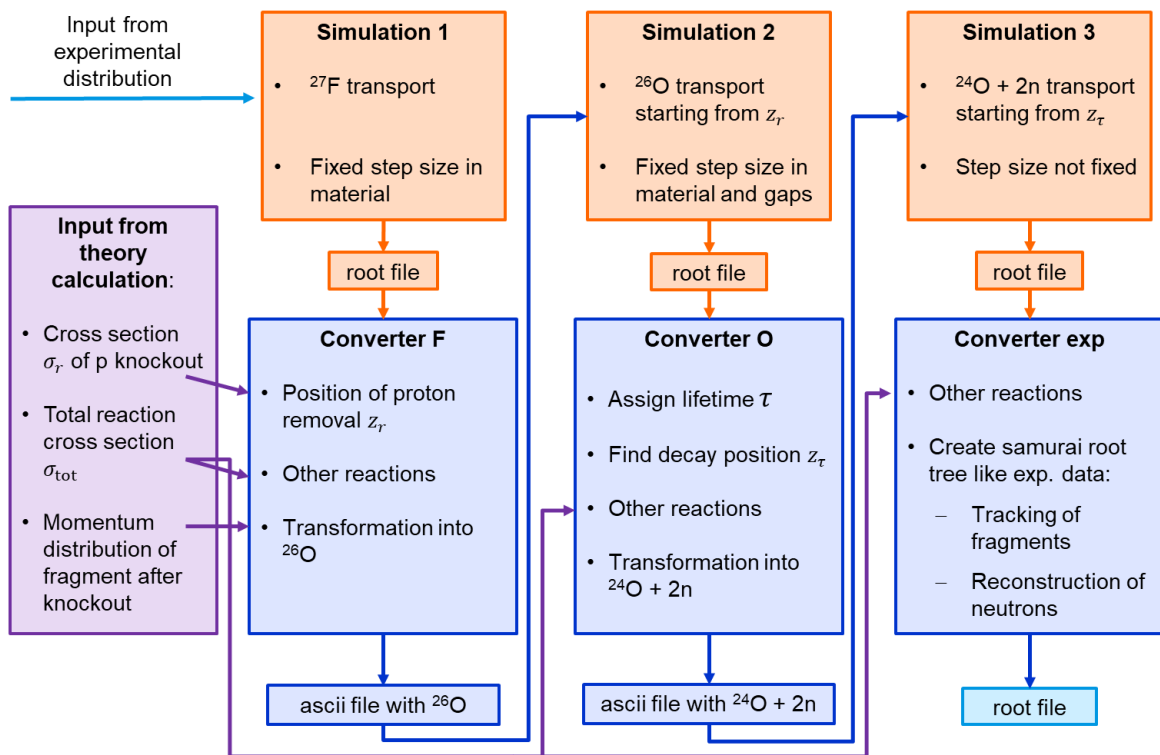 Input from
experimental
distribution
Simulation 1
• ²⁷F transport
• Fixed step size in
material
root file
Simulation 2
• ²⁶O transport
starting from zᵣ
• Fixed step size in
material and gaps
root file
Simulation 3
• ²⁴O + 2n transport
starting from z_τ
• Step size not fixed
root file
Input from
theory
calculation:
• Cross section
σᵣ of p knockout
• Total reaction
cross section
σ_tot
• Momentum
distribution of
fragment after
knockout
Converter F
• Position of proton
removal zᵣ
• Other reactions
• Transformation into
²⁶O
ascii file with ²⁶O
Converter O
• Assign lifetime τ
• Find decay position z_τ
• Other reactions
• Transformation into
²⁴O + 2n
ascii file with ²⁴O + 2n
Converter exp
• Other reactions
• Create samurai root
tree like exp. data:
– Tracking of
fragments
– Reconstruction of
neutrons
root file